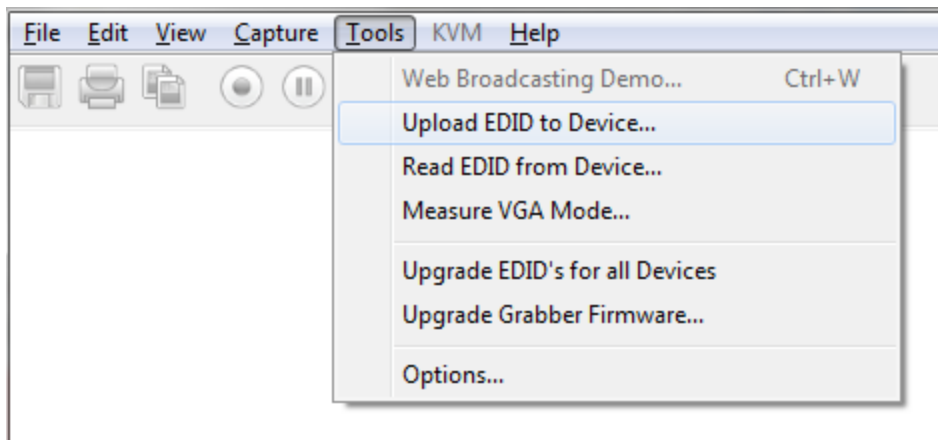 File Edit View Capture Tools KVM Help
Web Broadcasting Demo... Ctrl+W
Upload EDID to Device...
Read EDID from Device...
Measure VGA Mode...
Upgrade EDID's for all Devices
Upgrade Grabber Firmware...
Options...